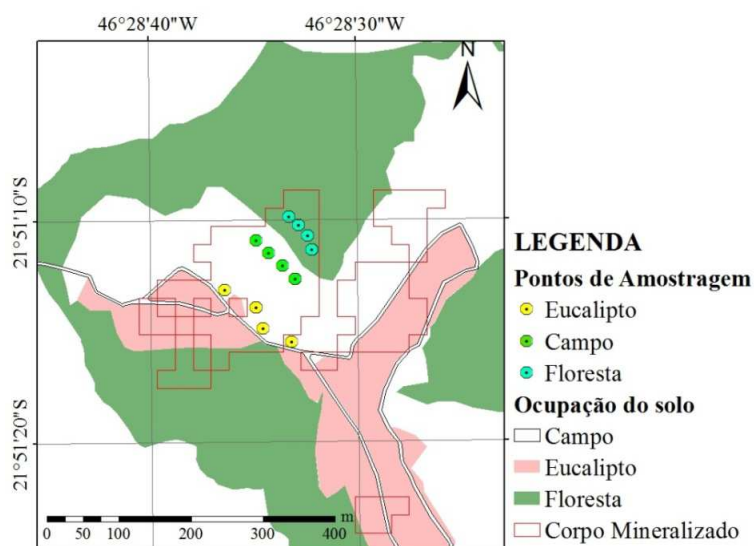 46°28'40"W 46°28'30"W
N
21°51'10"S
21°51'20"S
0 50 100 200 300 400 m
LEGENDA
Pontos de Amostragem
Eucalipto
Campo
Floresta
Ocupação do solo
Campo
Eucalipto
Floresta
Corpo Mineralizado